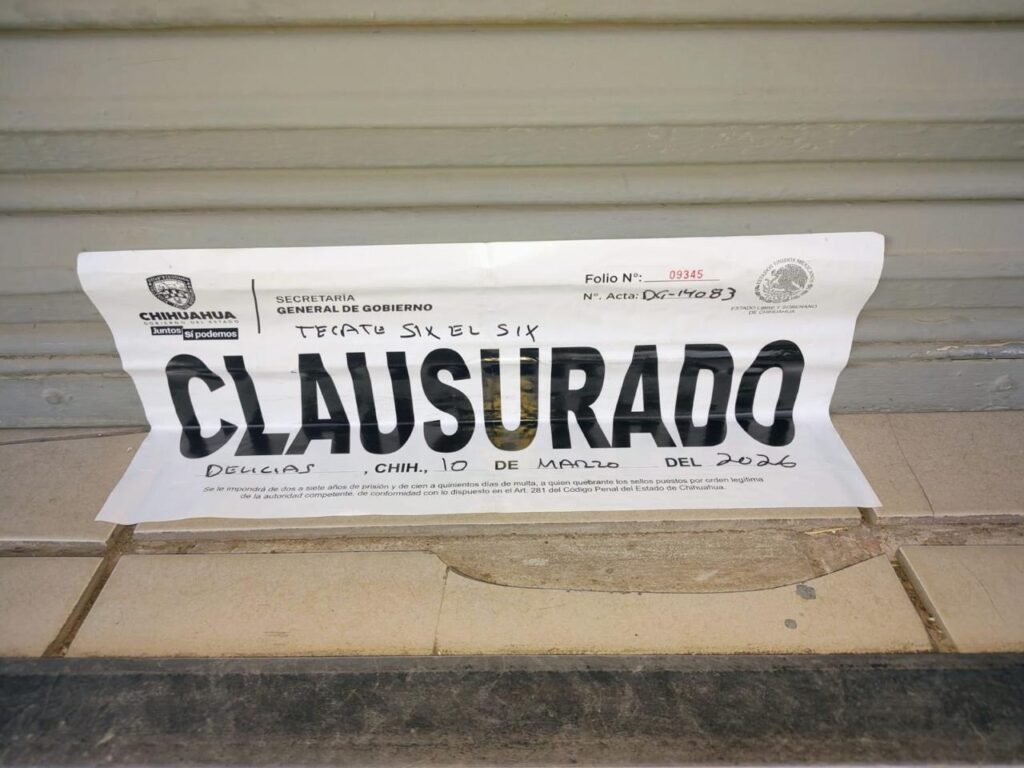 CHIHUAHUA
GOBIERNO DEL ESTADO
Juntos Sí podemos
SECRETARÍA
GENERAL DE GOBIERNO
Folio N°: 09345
N°. Acta: DG-14083
ESTADOS UNIDOS MEXICANOS
ESTADO LIBRE Y SOBERANO
DE CHIHUAHUA
TECATE SIX EL SIX
CLAUSURADO
DELICIAS, CHIH., 10 DE MARZO DEL 2026
Se le impondrá de dos a siete años de prisión y de cien a quinientos días de multa, a quien quebrante los sellos puestos por orden legítima
de la autoridad competente, de conformidad con lo dispuesto en el Art. 281 del Código Penal del Estado de Chihuahua.